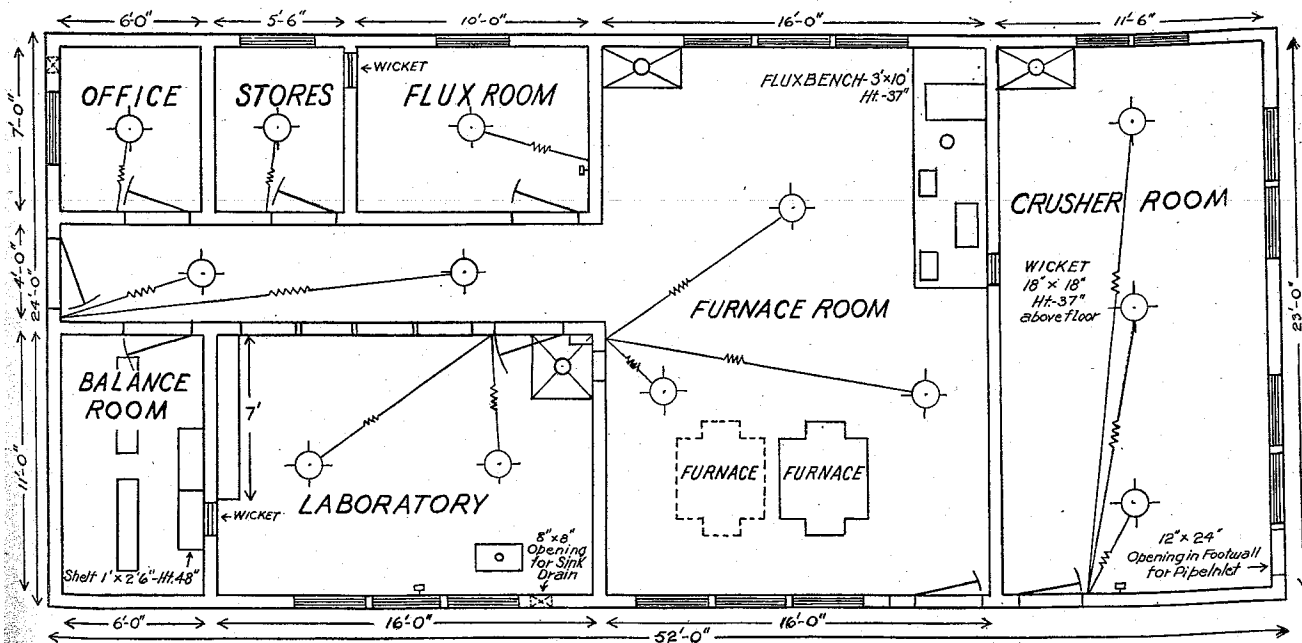 6'-0"
5'-6"
10'-0"
16'-0"
11'-6"
7'-0"
4'-0"
24'-0"
11'-0"
OFFICE
STORES
WICKET
FLUX ROOM
FLUX BENCH-3'x10'
Ht.-37"
CRUSHER ROOM
WICKET
18" x 18"
Ht-37"
above floor
23'-0"
FURNACE ROOM
BALANCE
ROOM
7'
LABORATORY
WICKET
FURNACE
FURNACE
Shelf 1' x 2'6"-Ht.48"
8"x8"
Opening
for Sink
Drain
12" x 24"
Opening in Footwall
for Pipe Inlet
6'-0"
16'-0"
16'-0"
52'-0"